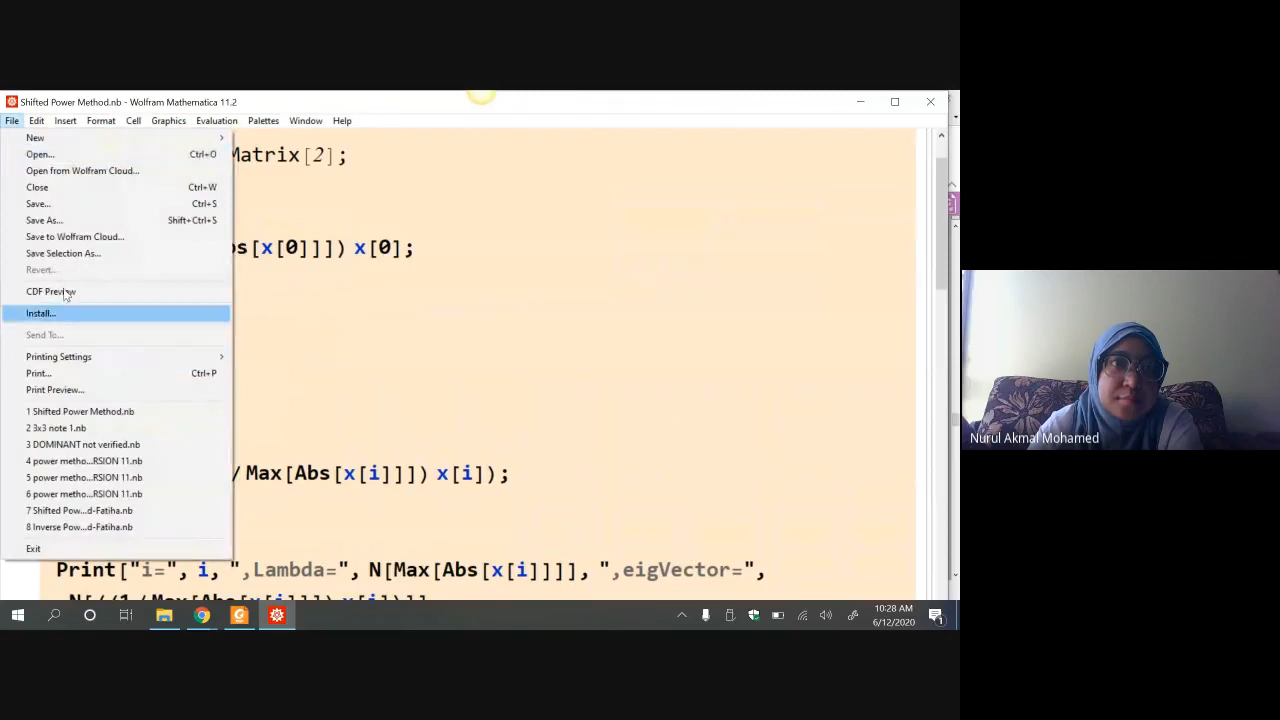 Shifted Power Method.nb - Wolfram Mathematica 11.2
File Edit Insert Format Cell Graphics Evaluation Palettes Window Help
New
Open... Ctrl+O
Open from Wolfram Cloud...
Close Ctrl+W
Save... Ctrl+S
Save As... Shift+Ctrl+S
Save to Wolfram Cloud...
Save Selection As...
Revert...
CDF Preview
Install...
Send To...
Printing Settings
Print... Ctrl+P
Print Preview...
1 Shifted Power Method.nb
2 3x3 note 1.nb
3 DOMINANT not verified.nb
4 power metho...RSION 11.nb
5 power metho...RSION 11.nb
6 power metho...RSION 11.nb
7 Shifted Pow...d-Fatiha.nb
8 Inverse Pow...d-Fatiha.nb
Exit
Matrix[2];
bs[x[0]]]) x[0];
/Max[Abs[x[i]]]) x[i]);
Print["i=", i, ",Lambda=", N[Max[Abs[x[i]]]], ",eigVector=",
N[((1/Max[Abs[x[i]]]) x[i])]]
Nurul Akmal Mohamed
10:28 AM
6/12/2020